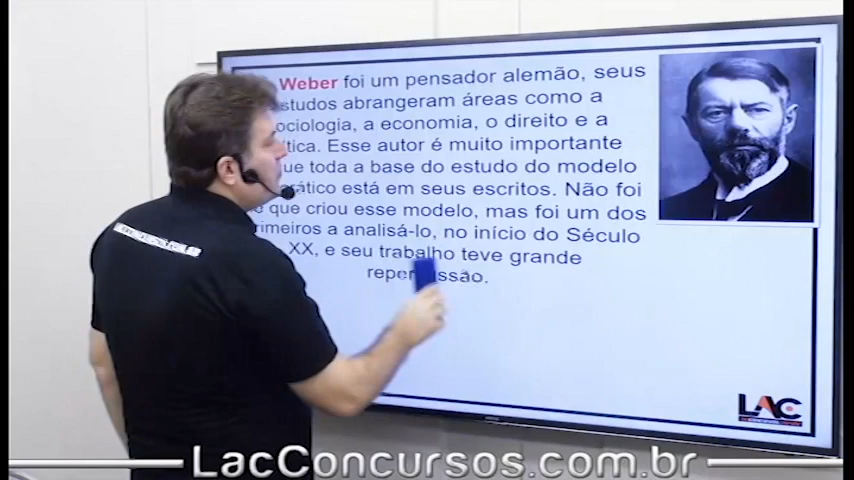 Weber foi um pensador alemão, seus
studos abrangeram áreas como a
ociologia, a economia, o direito e a
ítica. Esse autor é muito importante
ue toda a base do estudo do modelo
rático está em seus escritos. Não foi
e que criou esse modelo, mas foi um dos
rimeiros a analisá-lo, no início do Século
XX, e seu trabalho teve grande
repe ssão.
LAC
LacConcursos.com.br